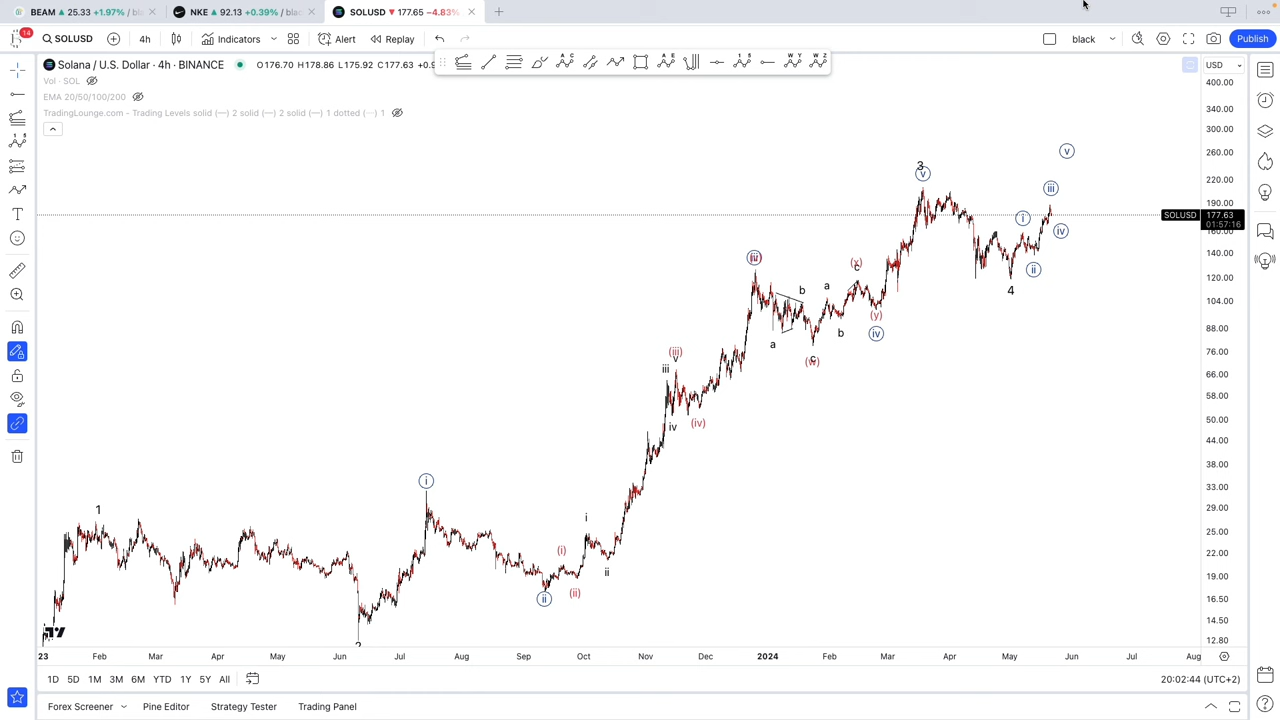 BEAM 25.33 +1.97% / bl
NKE 92.13 +0.39% / blac
SOLUSD 177.65 −4.83%
14
SOLUSD 4h Indicators Alert Replay black Publish
Solana / U.S. Dollar · 4h · BINANCE O176.70 H178.86 L175.92 C177.63
Vol · SOL
EMA 20/50/100/200
TradingLounge.com - Trading Levels solid (—) 2 solid (—) 2 solid (—) 1 dotted (—) 1
USD
400.00
340.00
300.00
260.00
220.00
190.00
SOLUSD 177.63
01:57:16
160.00
140.00
120.00
104.00
88.00
76.00
66.00
58.00
50.00
44.00
38.00
33.00
29.00
25.00
22.00
19.00
16.50
14.50
12.80
v
3
v
iii
i
iv
ii
4
b
a
(x)
c
a
b
(y)
iv
c
(w)
(iii)
v
iii
iv
(iv)
i
1
i
(i)
ii
(ii)
ii
2
23 Feb Mar Apr May Jun Jul Aug Sep Oct Nov Dec 2024 Feb Mar Apr May Jun Jul Aug
1D 5D 1M 3M 6M YTD 1Y 5Y All 20:02:44 (UTC+2)
Forex Screener Pine Editor Strategy Tester Trading Panel